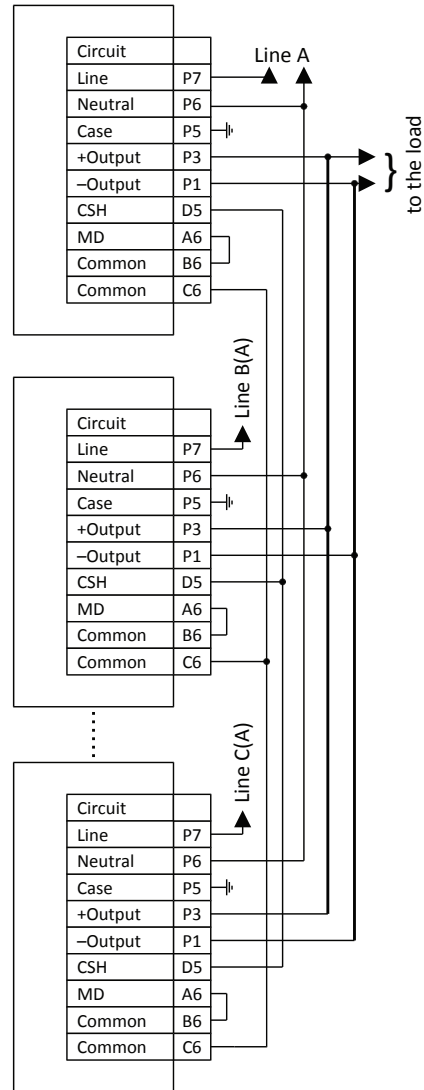 Line A
Circuit
Line P7
Neutral P6
Case P5
+Output P3
–Output P1
CSH D5
MD A6
Common B6
Common C6
} to the load
Line B(A)
Circuit
Line P7
Neutral P6
Case P5
+Output P3
–Output P1
CSH D5
MD A6
Common B6
Common C6
Line C(A)
Circuit
Line P7
Neutral P6
Case P5
+Output P3
–Output P1
CSH D5
MD A6
Common B6
Common C6